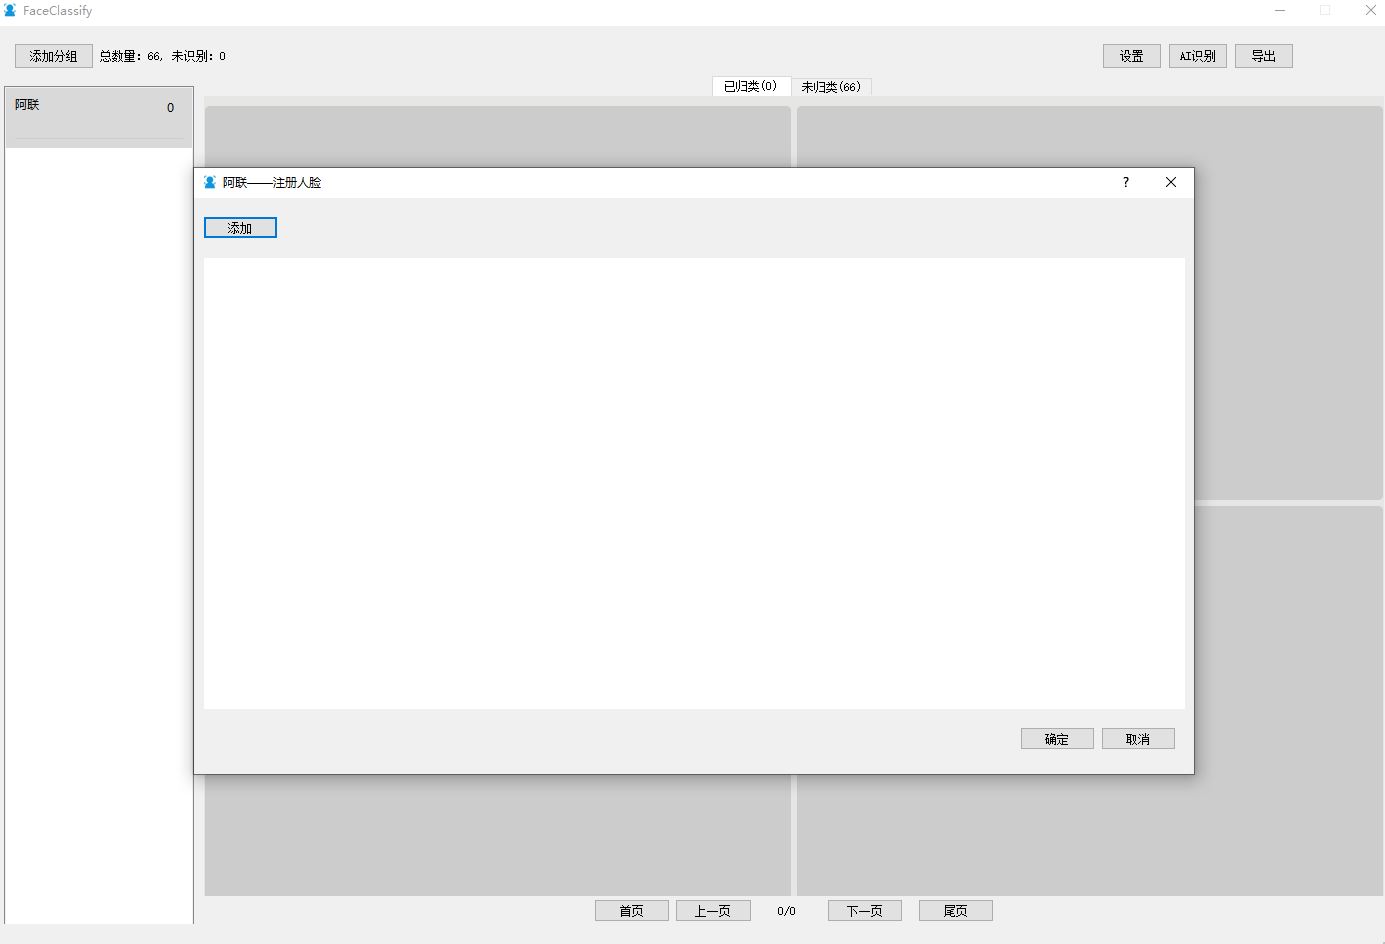 FaceClassify
添加分组 总数量：66，未识别：0 设置 AI识别 导出
已归类(0) 未归类(66)
阿联 0
阿联——注册人脸 ?
添加
确定 取消
首页 上一页 0/0 下一页 尾页